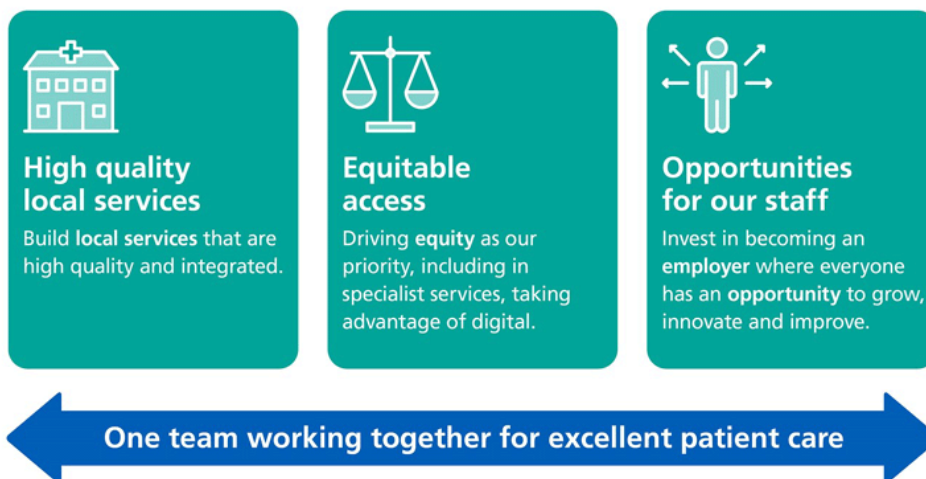 High quality
local services
Build local services that are
high quality and integrated.
Equitable
access
Driving equity as our
priority, including in
specialist services, taking
advantage of digital.
Opportunities
for our staff
Invest in becoming an
employer where everyone
has an opportunity to grow,
innovate and improve.
One team working together for excellent patient care